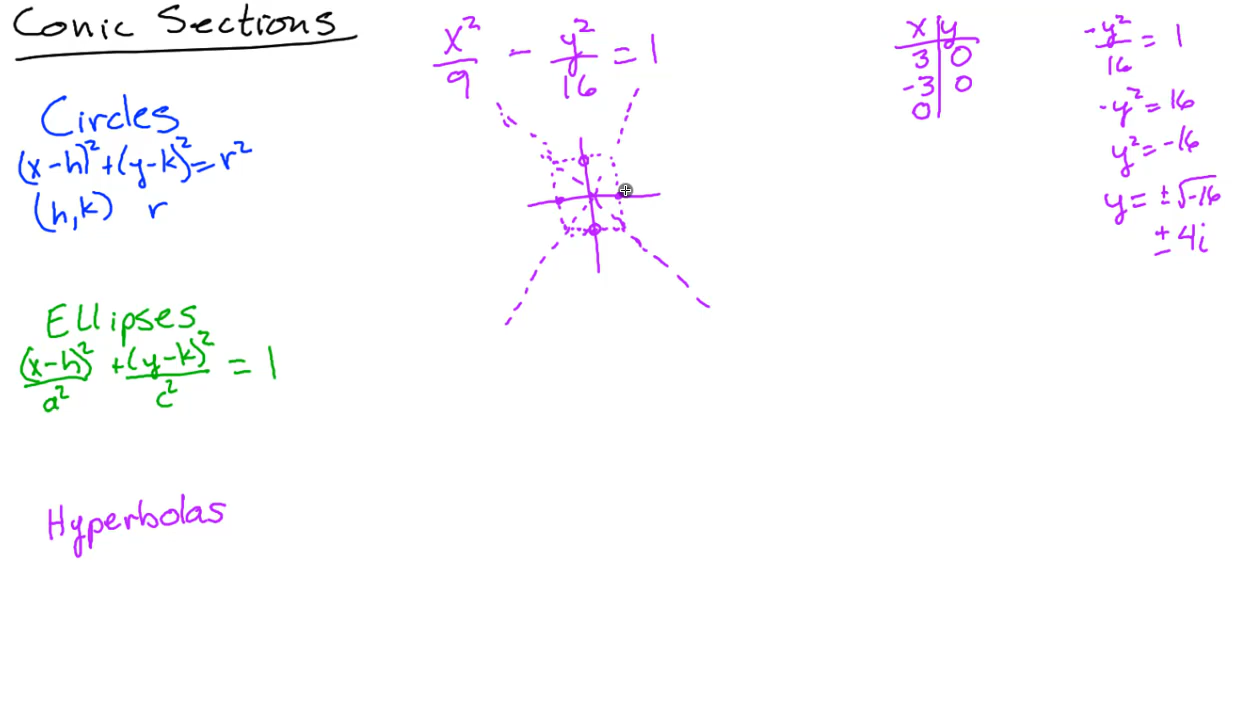 Conic Sections
Circles
(x-h)²+(y-k)²=r²
(h,k) r
Ellipses
(x-h)²/a² + (y-k)²/c² = 1
Hyperbolas
x²/9 - y²/16 = 1
x y
3 0
-3 0
0
-y²/16 = 1
-y² = 16
y² = -16
y = ±√-16
±4i